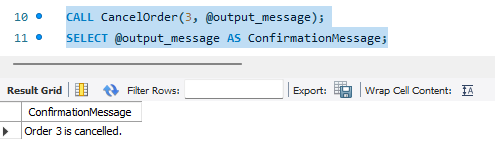 10 CALL CancelOrder(3, @output_message);
11 SELECT @output_message AS ConfirmationMessage;
Result Grid Filter Rows: Export: Wrap Cell Content:
ConfirmationMessage
Order 3 is cancelled.